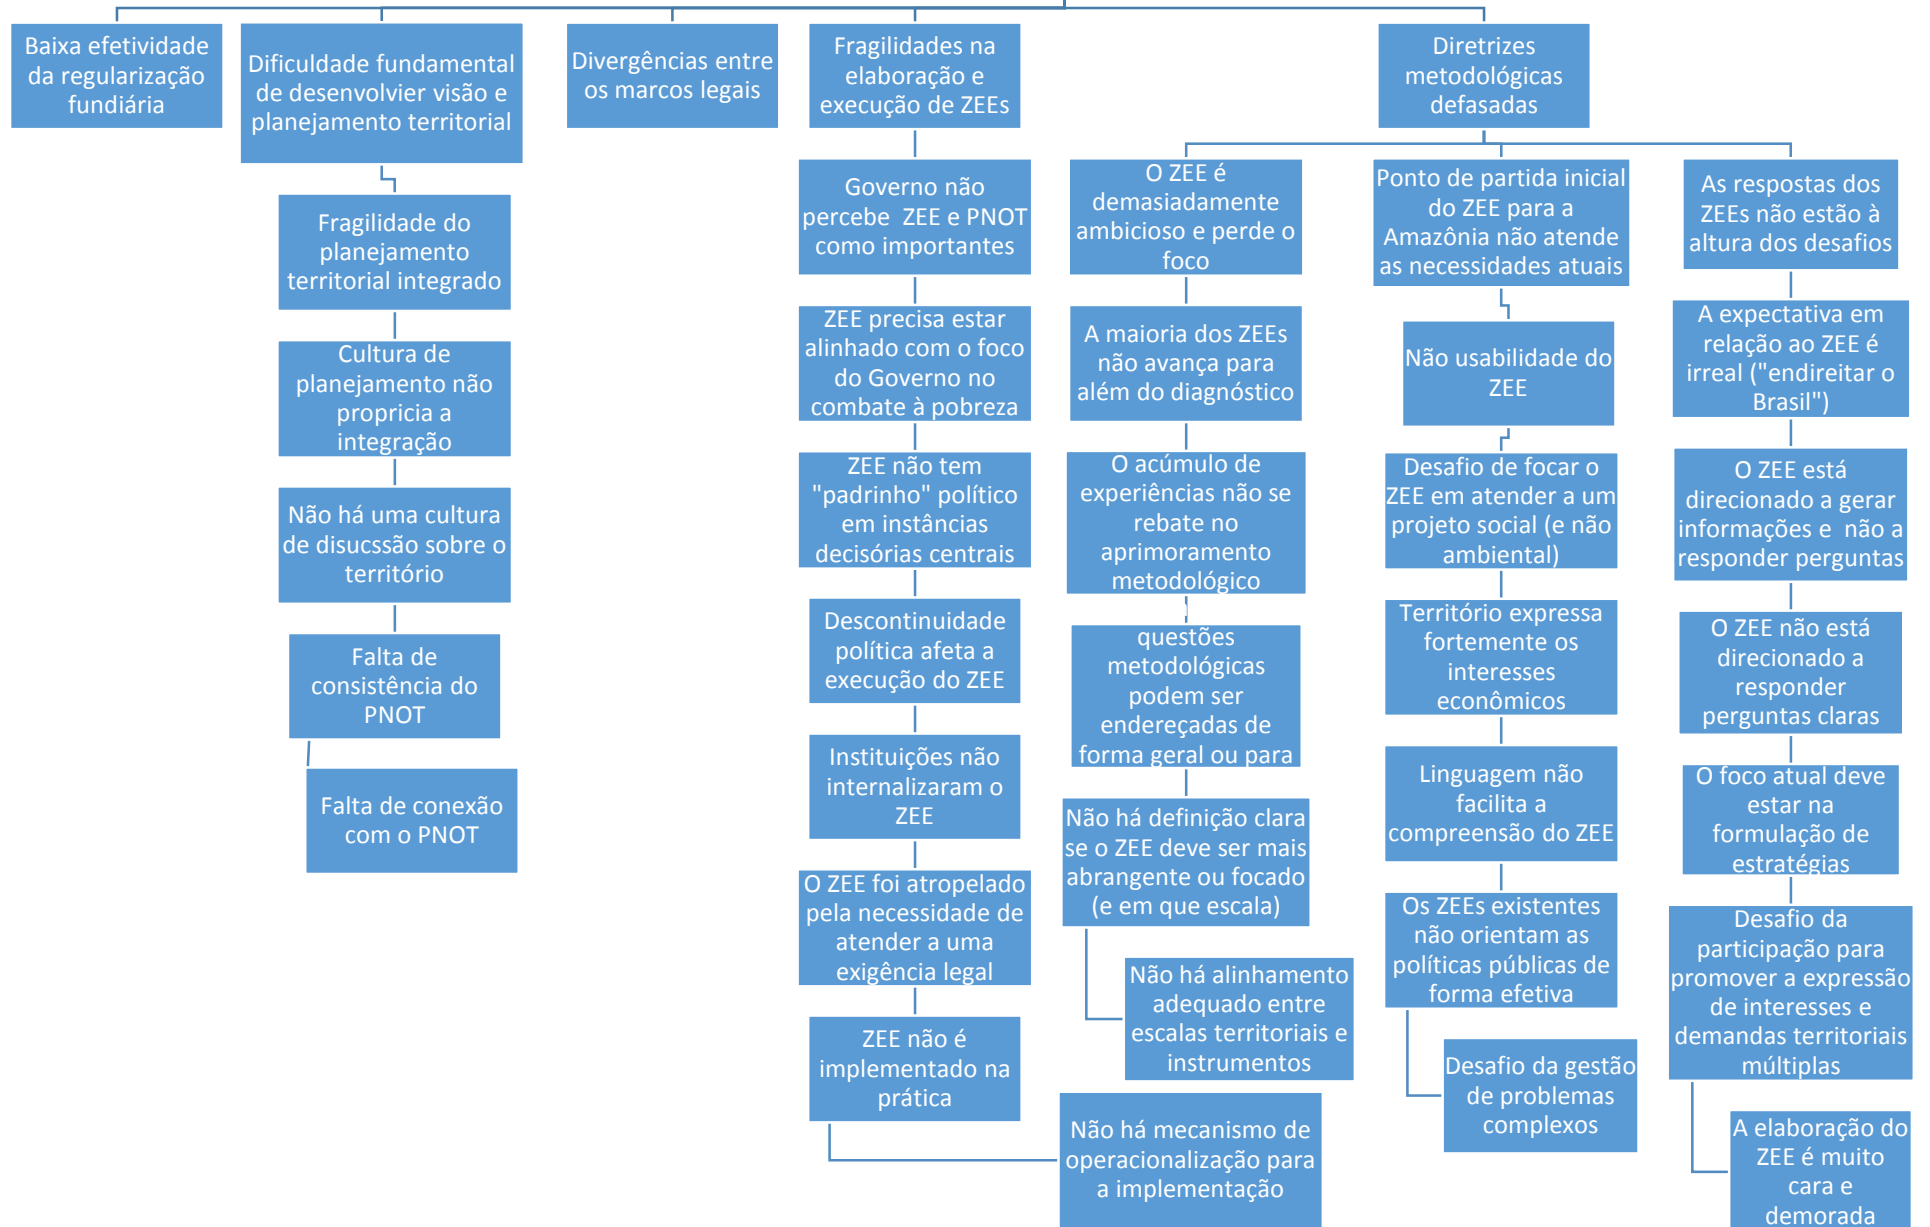 Baixa efetividade
da regularização
fundiária
Dificuldade fundamental
de desenvolvier visão e
planejamento territorial
Fragilidade do
planejamento
territorial integrado
Cultura de
planejamento não
propricia a
integração
Não há uma cultura
de disucssão sobre o
território
Falta de
consistência do
PNOT
Falta de conexão
com o PNOT
Divergências entre
os marcos legais
Fragilidades na
elaboração e
execução de ZEEs
Governo não
percebe ZEE e PNOT
como importantes
ZEE precisa estar
alinhado com o foco
do Governo no
combate à pobreza
ZEE não tem
"padrinho" político
em instâncias
decisórias centrais
Descontinuidade
política afeta a
execução do ZEE
Instituições não
internalizaram o
ZEE
O ZEE foi atropelado
pela necessidade de
atender a uma
exigência legal
ZEE não é
implementado na
prática
Não há mecanismo de
operacionalização para
a implementação
Diretrizes
metodológicas
defasadas
O ZEE é
demasiadamente
ambicioso e perde o
foco
A maioria dos ZEEs
não avança para
além do diagnóstico
O acúmulo de
experiências não se
rebate no
aprimoramento
metodológico
questões
metodológicas
podem ser
endereçadas de
forma geral ou para
Não há definição clara
se o ZEE deve ser mais
abrangente ou focado
(e em que escala)
Não há alinhamento
adequado entre
escalas territoriais e
instrumentos
Ponto de partida inicial
do ZEE para a
Amazônia não atende
as necessidades atuais
Não usabilidade do
ZEE
Desafio de focar o
ZEE em atender a um
projeto social (e não
ambiental)
Território expressa
fortemente os
interesses
econômicos
Linguagem não
facilita a
compreensão do ZEE
Os ZEEs existentes
não orientam as
políticas públicas de
forma efetiva
Desafio da gestão
de problemas
complexos
As respostas dos
ZEEs não estão à
altura dos desafios
A expectativa em
relação ao ZEE é
irreal ("endireitar o
Brasil")
O ZEE está
direcionado a gerar
informações e não a
responder perguntas
O ZEE não está
direcionado a
responder
perguntas claras
O foco atual deve
estar na
formulação de
estratégias
Desafio da
participação para
promover a expressão
de interesses e
demandas territoriais
múltiplas
A elaboração do
ZEE é muito
cara e
demorada